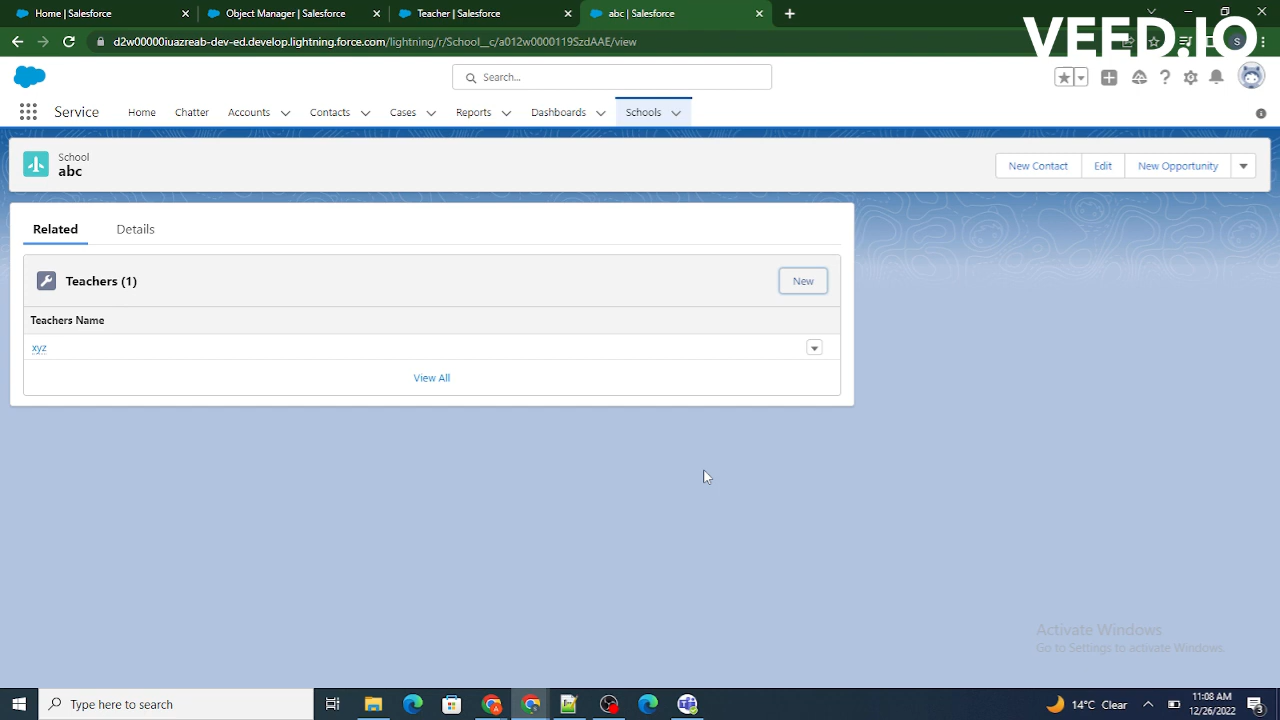 Home | Salesforce
Object Manager | Salesforce
Teacher | Salesforce
abc | Salesforce
VEED.IO
d2w00000iuazreab-dev-ed.develop.lightning.force.com/lightning/r/School__c/a012w0000119SzdAAE/view
S
Search...
Service
Home
Chatter
Accounts
Contacts
Cases
Reports
Dashboards
Schools
School
abc
New Contact
Edit
New Opportunity
Related
Details
Teachers (1)
New
Teachers Name
xyz
View All
Activate Windows
Go to Settings to activate Windows.
Type here to search
14°C Clear
11:08 AM
12/26/2022
3